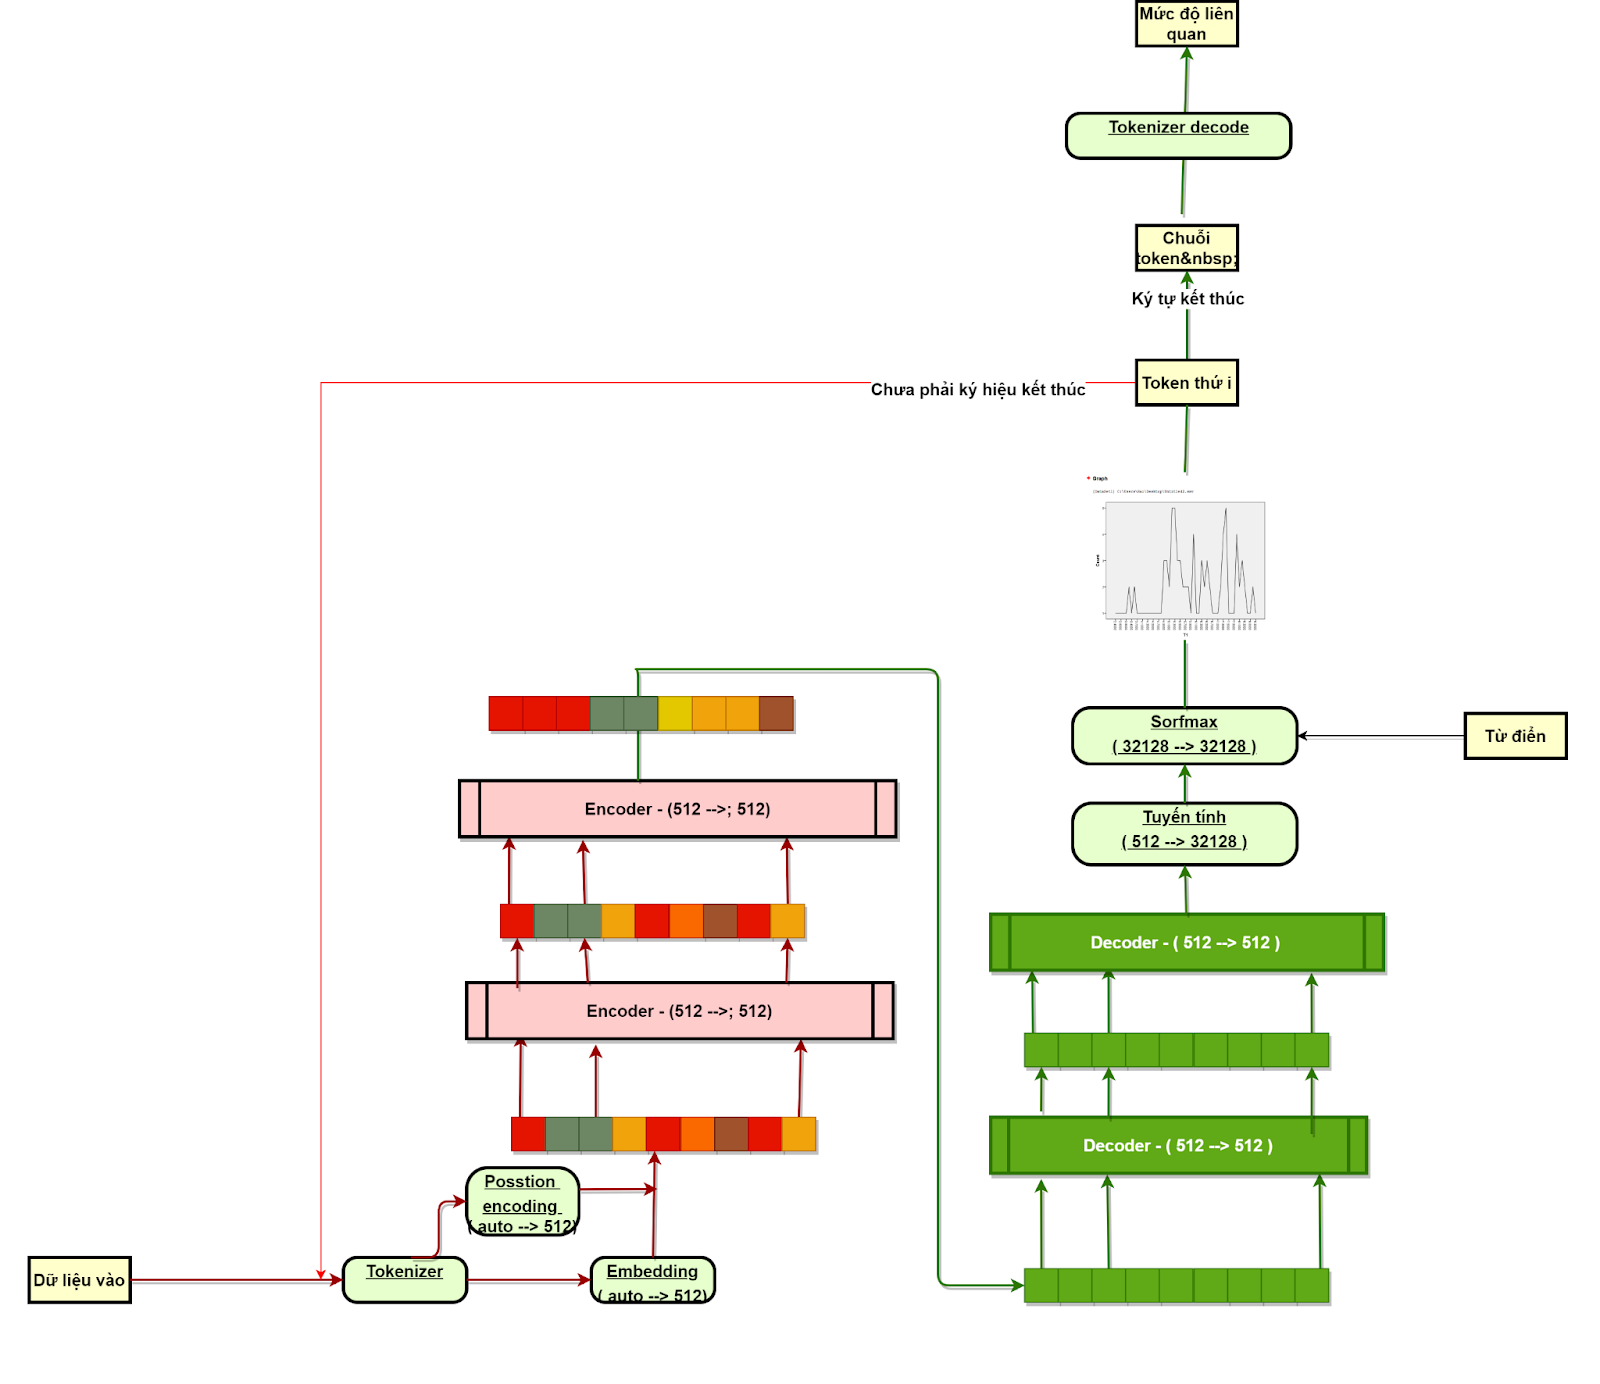 Mức độ liên
quan
Tokenizer decode
Chuỗi
token&nbsp;
Ký tự kết thúc
Token thứ i
Chưa phải ký hiệu kết thúc
Graph
Count
Sorfmax
( 32128 --> 32128 )
Từ điển
Tuyến tính
( 512 --> 32128 )
Encoder - (512 -->; 512)
Decoder - ( 512 --> 512 )
Encoder - (512 -->; 512)
Decoder - ( 512 --> 512 )
Posstion
encoding
( auto --> 512)
Dữ liệu vào
Tokenizer
Embedding
( auto --> 512)